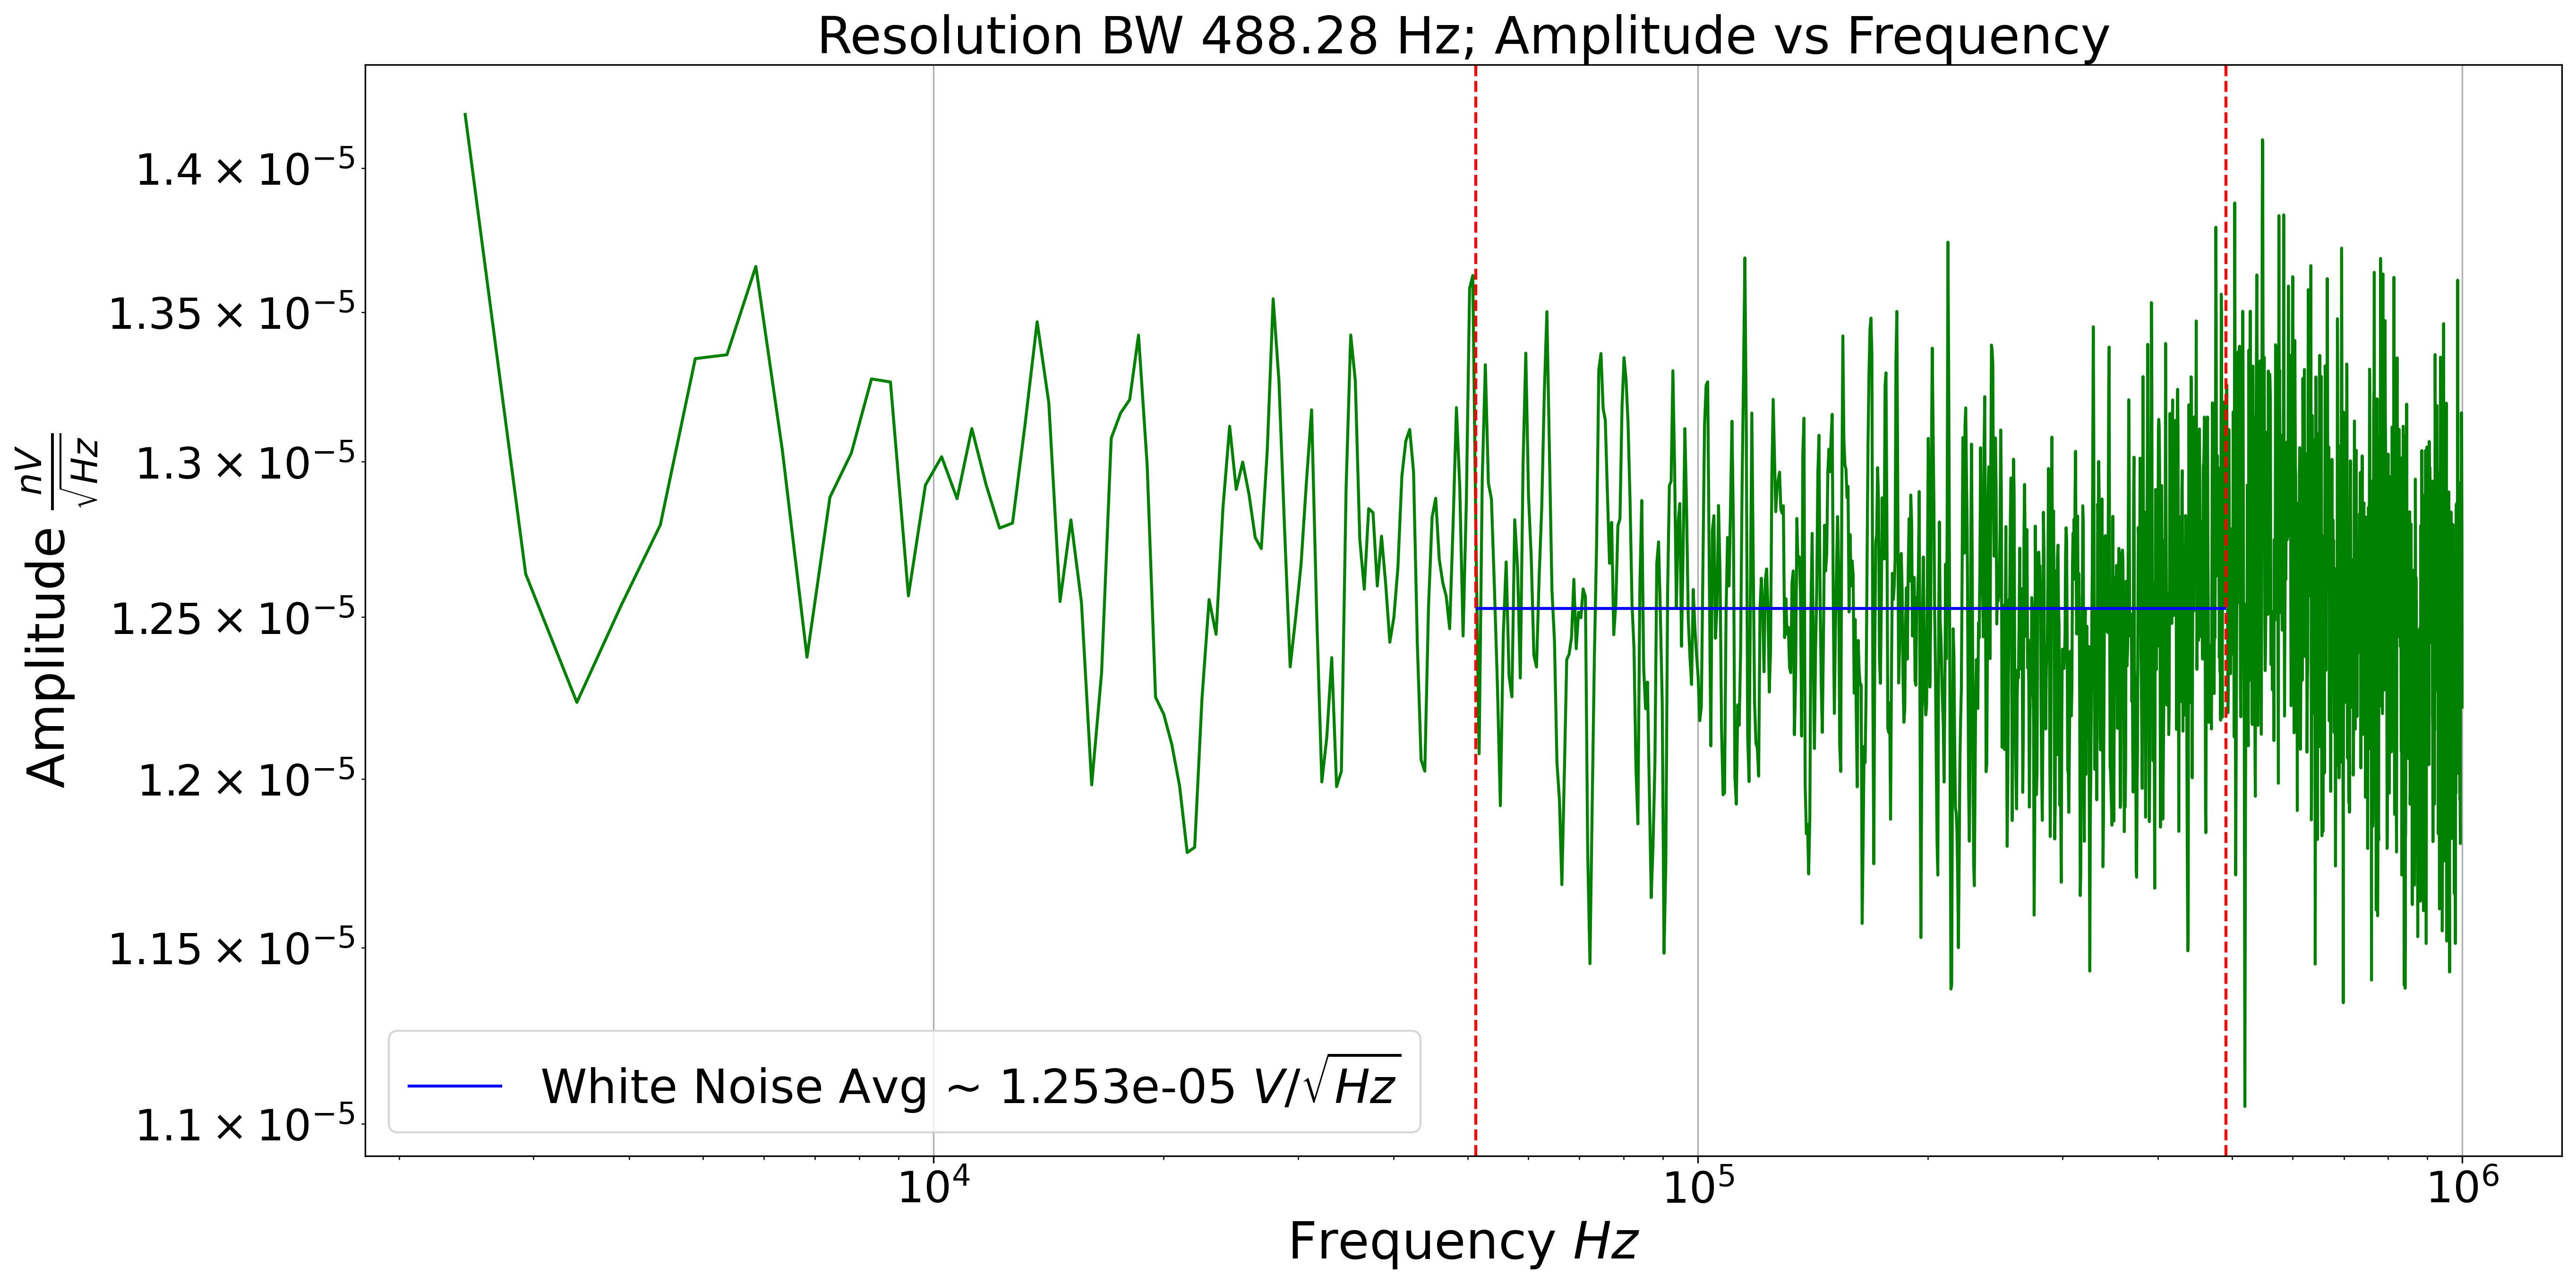 Resolution BW 488.28 Hz; Amplitude vs Frequency
Amplitude nV/√Hz
1.4 × 10⁻⁵
1.35 × 10⁻⁵
1.3 × 10⁻⁵
1.25 × 10⁻⁵
1.2 × 10⁻⁵
1.15 × 10⁻⁵
1.1 × 10⁻⁵
White Noise Avg ~ 1.253e-05 V/√Hz
10⁴ 10⁵ 10⁶
Frequency Hz